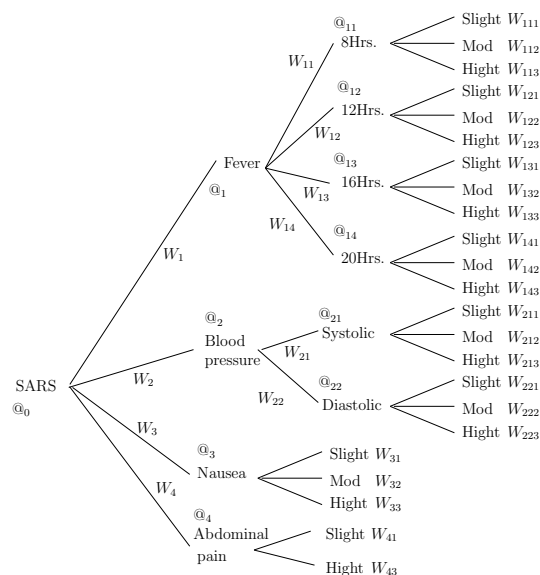 @₁₁
8Hrs.
W₁₁
Slight W₁₁₁
Mod W₁₁₂
Hight W₁₁₃
@₁₂
12Hrs.
W₁₂
Slight W₁₂₁
Mod W₁₂₂
Hight W₁₂₃
Fever
@₁
@₁₃
16Hrs.
W₁₃
Slight W₁₃₁
Mod W₁₃₂
Hight W₁₃₃
W₁₄
@₁₄
20Hrs.
Slight W₁₄₁
Mod W₁₄₂
Hight W₁₄₃
W₁
@₂
Blood
pressure
W₂
@₂₁
Systolic
W₂₁
Slight W₂₁₁
Mod W₂₁₂
Hight W₂₁₃
@₂₂
Diastolic
W₂₂
Slight W₂₂₁
Mod W₂₂₂
Hight W₂₂₃
SARS
@₀
W₃
@₃
Nausea
Slight W₃₁
Mod W₃₂
Hight W₃₃
W₄
@₄
Abdominal
pain
Slight W₄₁
Hight W₄₃